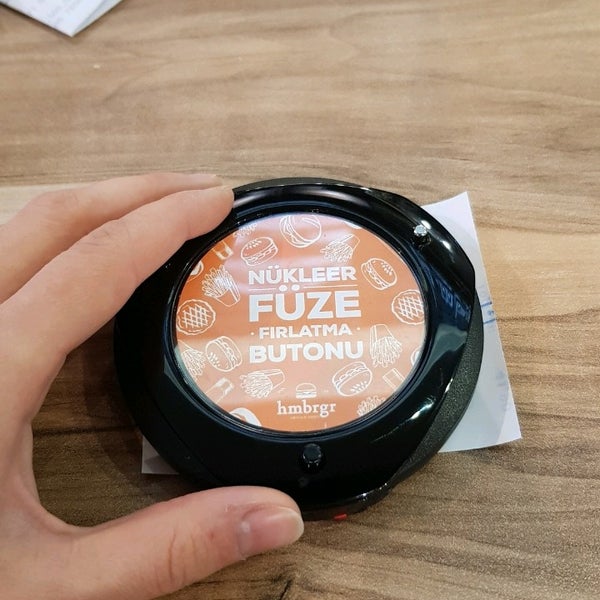 NÜKLEER
FÜZE
· FIRLATMA ·
BUTONU
hmbrgr